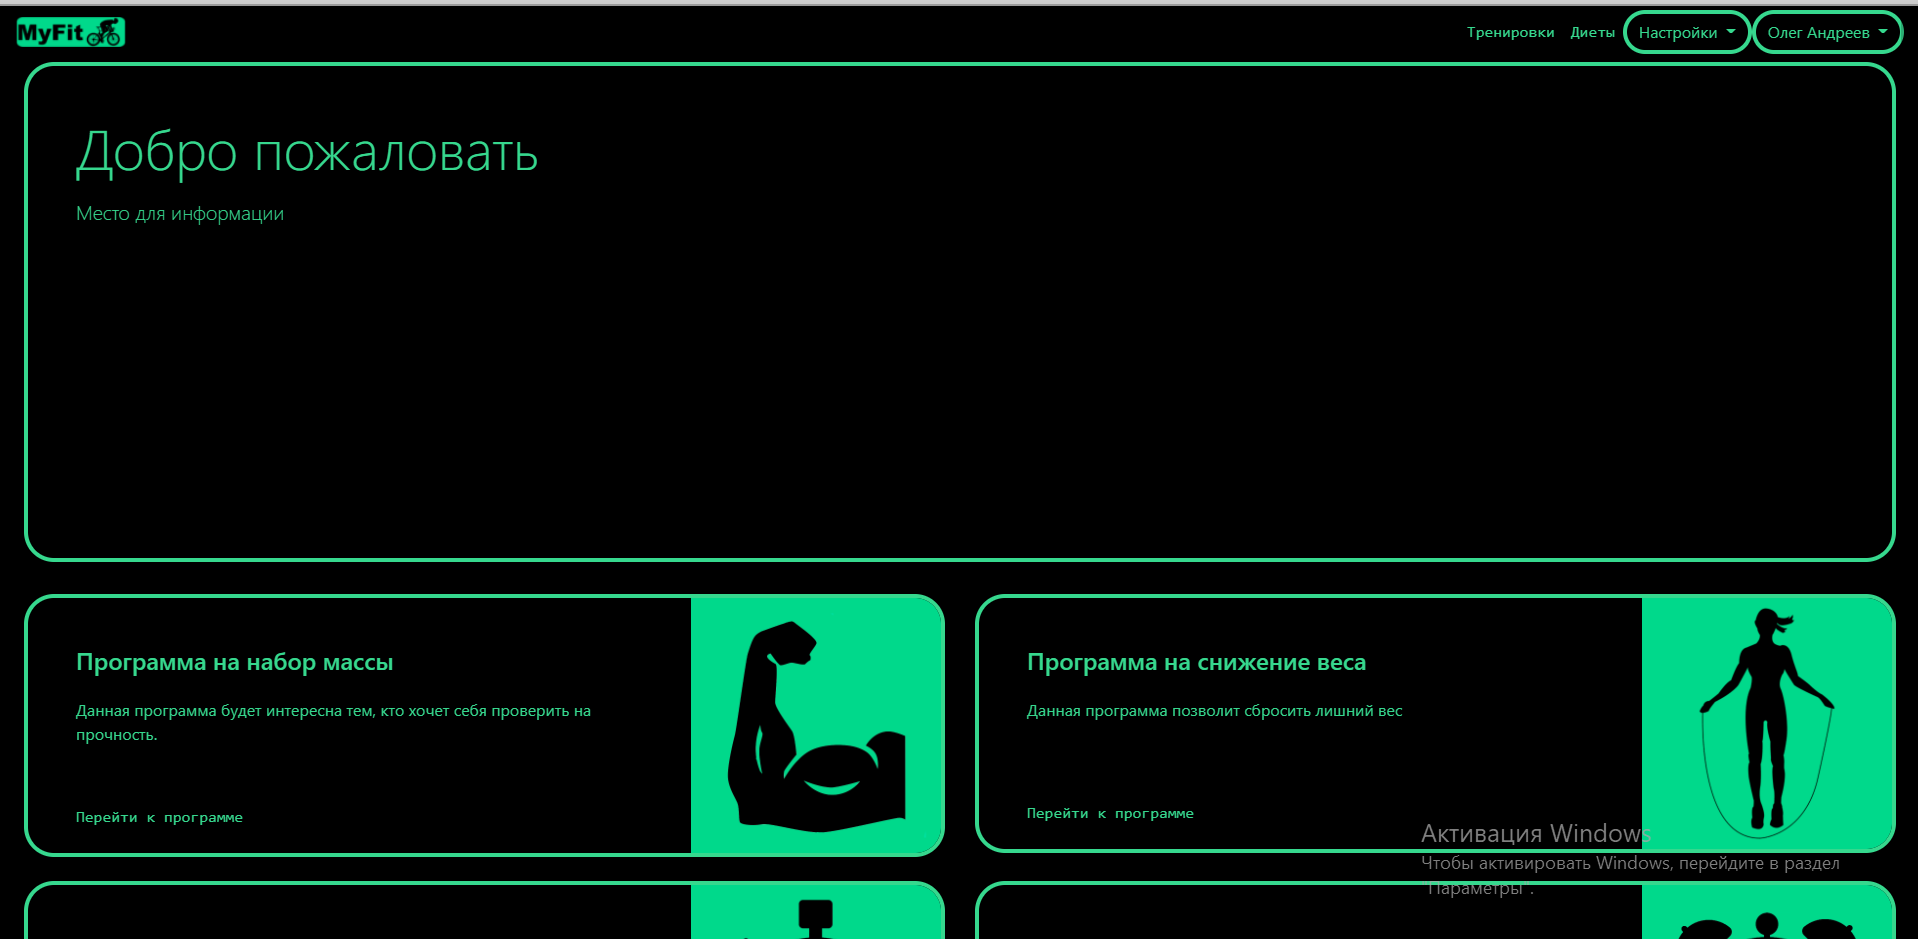 MyFit
Тренировки Диеты Настройки Олег Андреев
Добро пожаловать
Место для информации
Программа на набор массы
Данная программа будет интересна тем, кто хочет себя проверить на
прочность.
Перейти к программе
Программа на снижение веса
Данная программа позволит сбросить лишний вес
Перейти к программе
Активация Windows
Чтобы активировать Windows, перейдите в раздел
"Параметры".